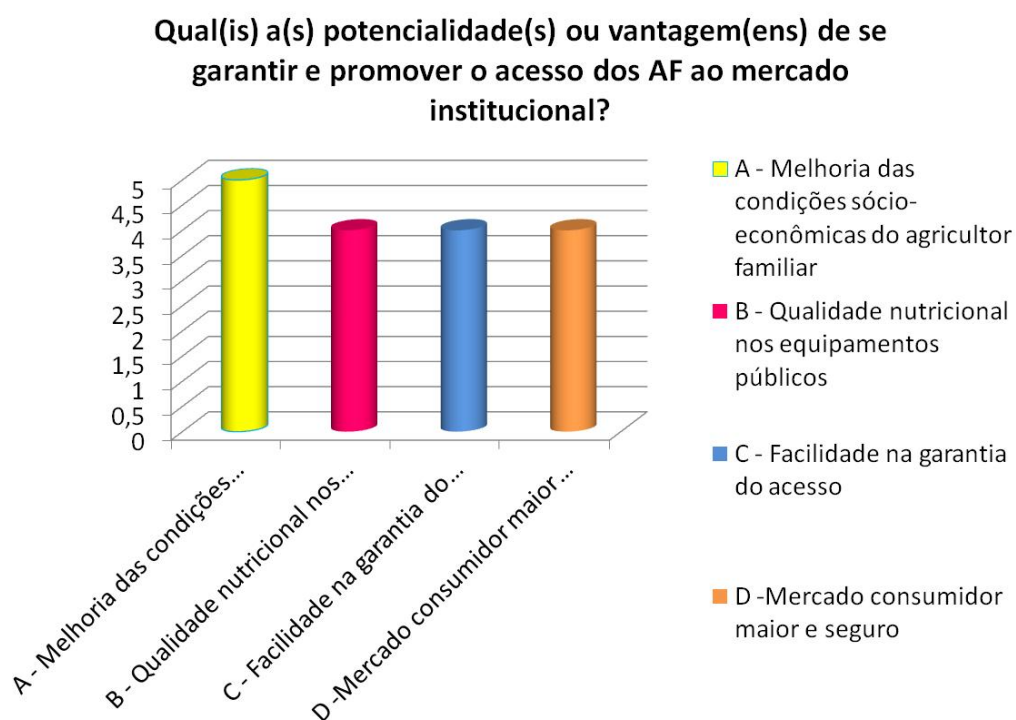 Qual(is) a(s) potencialidade(s) ou vantagem(ens) de se
garantir e promover o acesso dos AF ao mercado
institucional?
5
4,5
4
3,5
3
2,5
2
1,5
1
0,5
0
A - Melhoria das condições...
B - Qualidade nutricional nos...
C - Facilidade na garantia do...
D -Mercado consumidor maior...
A - Melhoria das
condições sócio-
econômicas do agricultor
familiar
B - Qualidade nutricional
nos equipamentos
públicos
C - Facilidade na garantia
do acesso
D -Mercado consumidor
maior e seguro